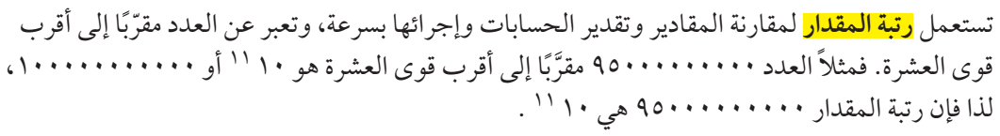 تستعمل رتبة المقدار لمقارنة المقادير وتقدير الحسابات وإجرائها بسرعة، وتعبر عن العدد مقرّبًا إلى أقرب
قوى العشرة. فمثلاً العدد ٩٥٠٠٠٠٠٠٠٠٠ مقرَّبًا إلى أقرب قوى العشرة هو ١٠ ١١ أو ١٠٠٠٠٠٠٠٠٠٠٠،
لذا فإن رتبة المقدار ٩٥٠٠٠٠٠٠٠٠٠ هي ١٠ ١١ .